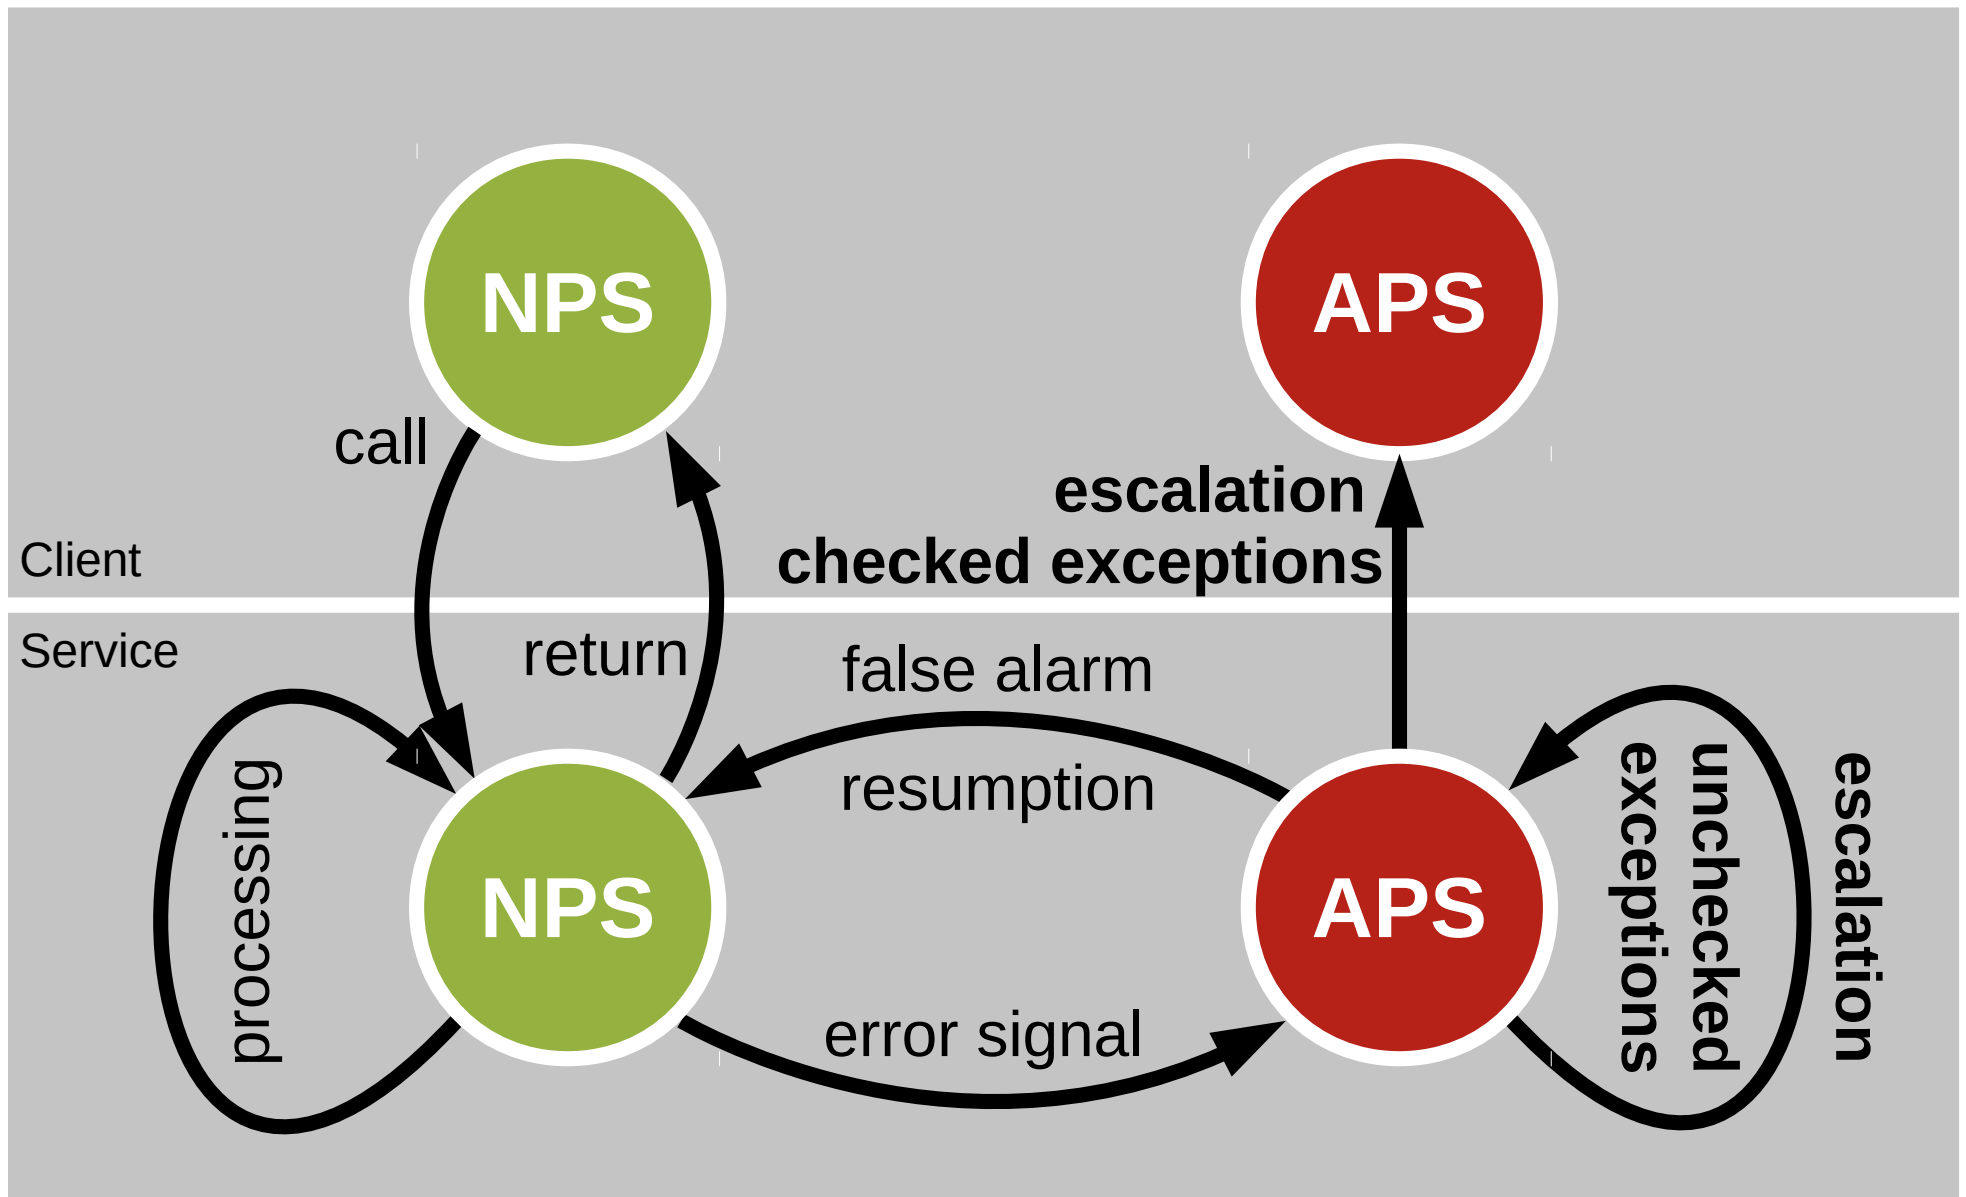 NPS
APS
call
escalation
checked exceptions
Client
Service
return
false alarm
resumption
processing
NPS
APS
unchecked
exceptions
escalation
error signal